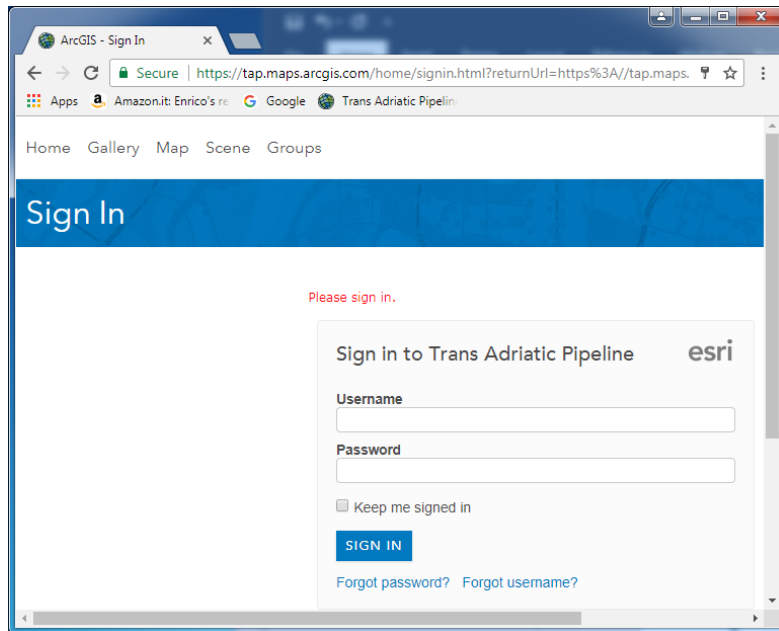 ArcGIS - Sign In
Secure | https://tap.maps.arcgis.com/home/signin.html?returnUrl=https%3A//tap.maps.
Apps Amazon.it: Enrico's re Google Trans Adriatic Pipelin
Home Gallery Map Scene Groups
Sign In
Please sign in.
Sign in to Trans Adriatic Pipeline esri
Username
Password
Keep me signed in
SIGN IN
Forgot password? Forgot username?